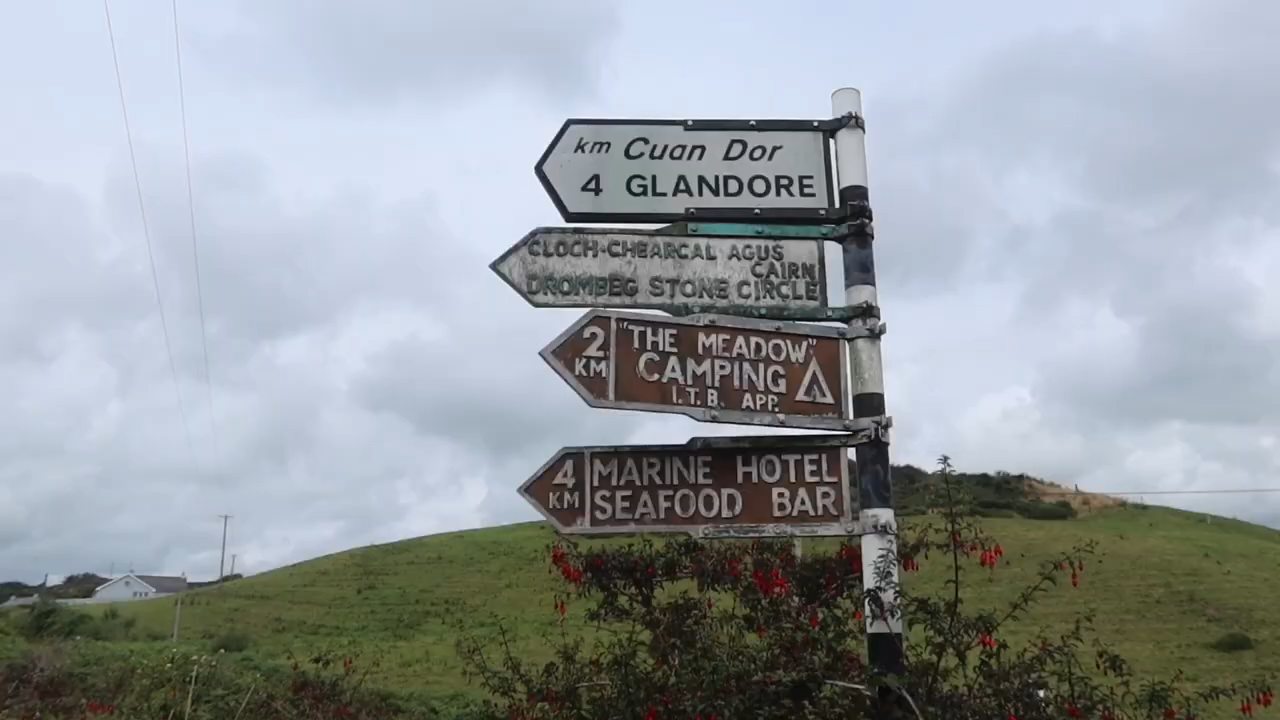 km Cuan Dor
4 GLANDORE
CLOCH-CHEARCAL AGUS
CAIRN
DROMBEG STONE CIRCLE
2 KM
"THE MEADOW"
CAMPING
I.T.B. APP.
4 KM
MARINE HOTEL
SEAFOOD BAR